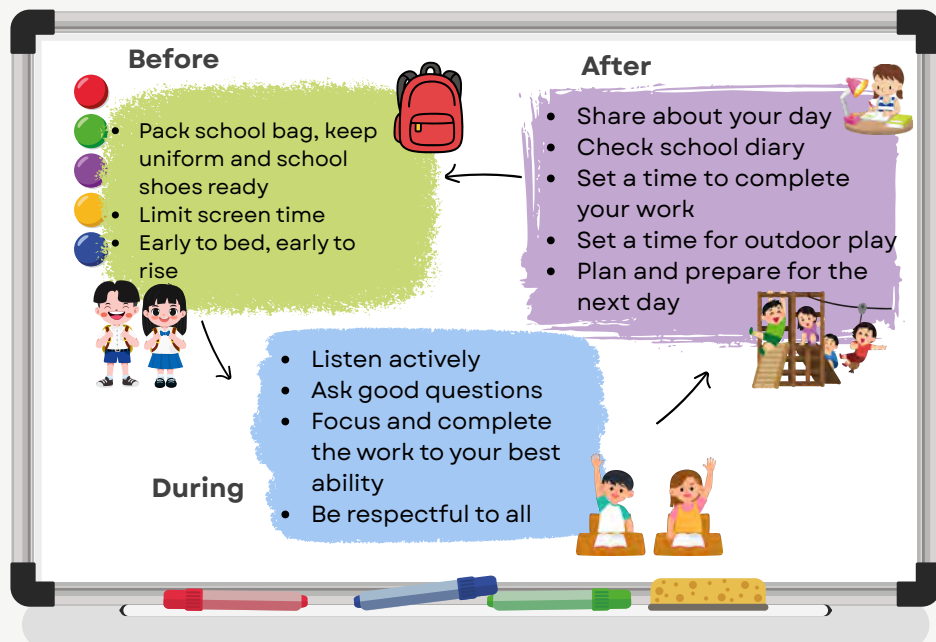 Before
• Pack school bag, keep
uniform and school
shoes ready
• Limit screen time
• Early to bed, early to
rise
During
• Listen actively
• Ask good questions
• Focus and complete
the work to your best
ability
• Be respectful to all
After
• Share about your day
• Check school diary
• Set a time to complete
your work
• Set a time for outdoor play
• Plan and prepare for the
next day